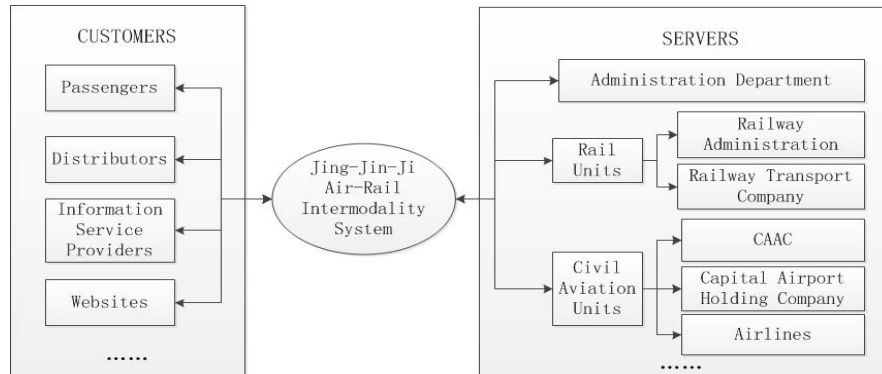 CUSTOMERS
Passengers
Distributors
Information
Service
Providers
Websites
……
Jing-Jin-Ji
Air-Rail
Intermodality
System
SERVERS
Administration Department
Rail
Units
Railway
Administration
Railway Transport
Company
Civil
Aviation
Units
CAAC
Capital Airport
Holding Company
Airlines
……